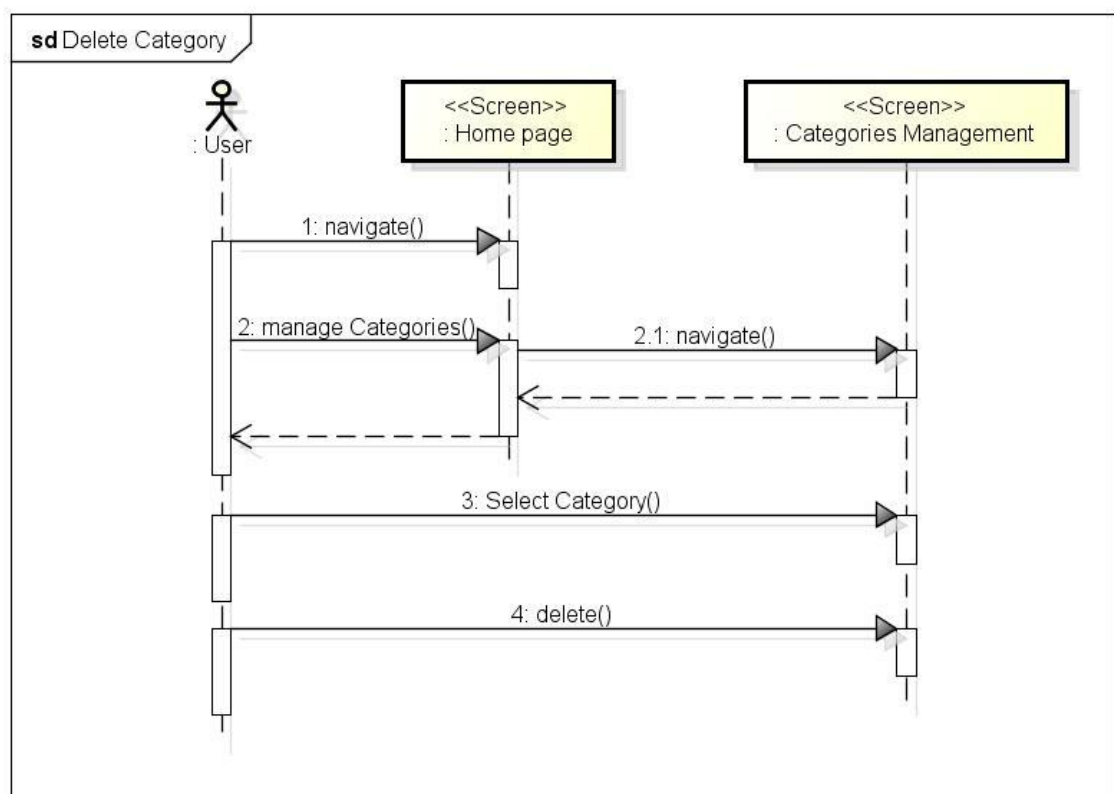 sd Delete Category
: User
<<Screen>>
: Home page
<<Screen>>
: Categories Management
1: navigate()
2: manage Categories()
2.1: navigate()
3: Select Category()
4: delete()